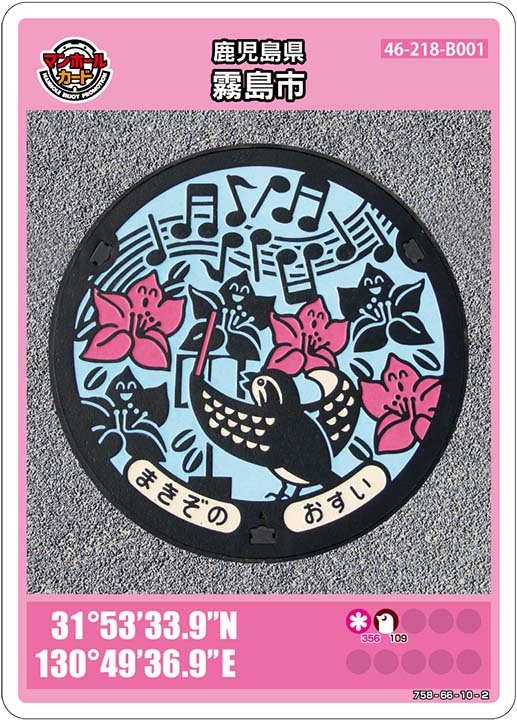 マンホール
カード
MANHOLE ENJOY PROMOTION
鹿児島県
霧島市
46-218-B001
まきぞの
おすい
31°53'33.9"N
130°49'36.9"E
356
109
758-66-10-2